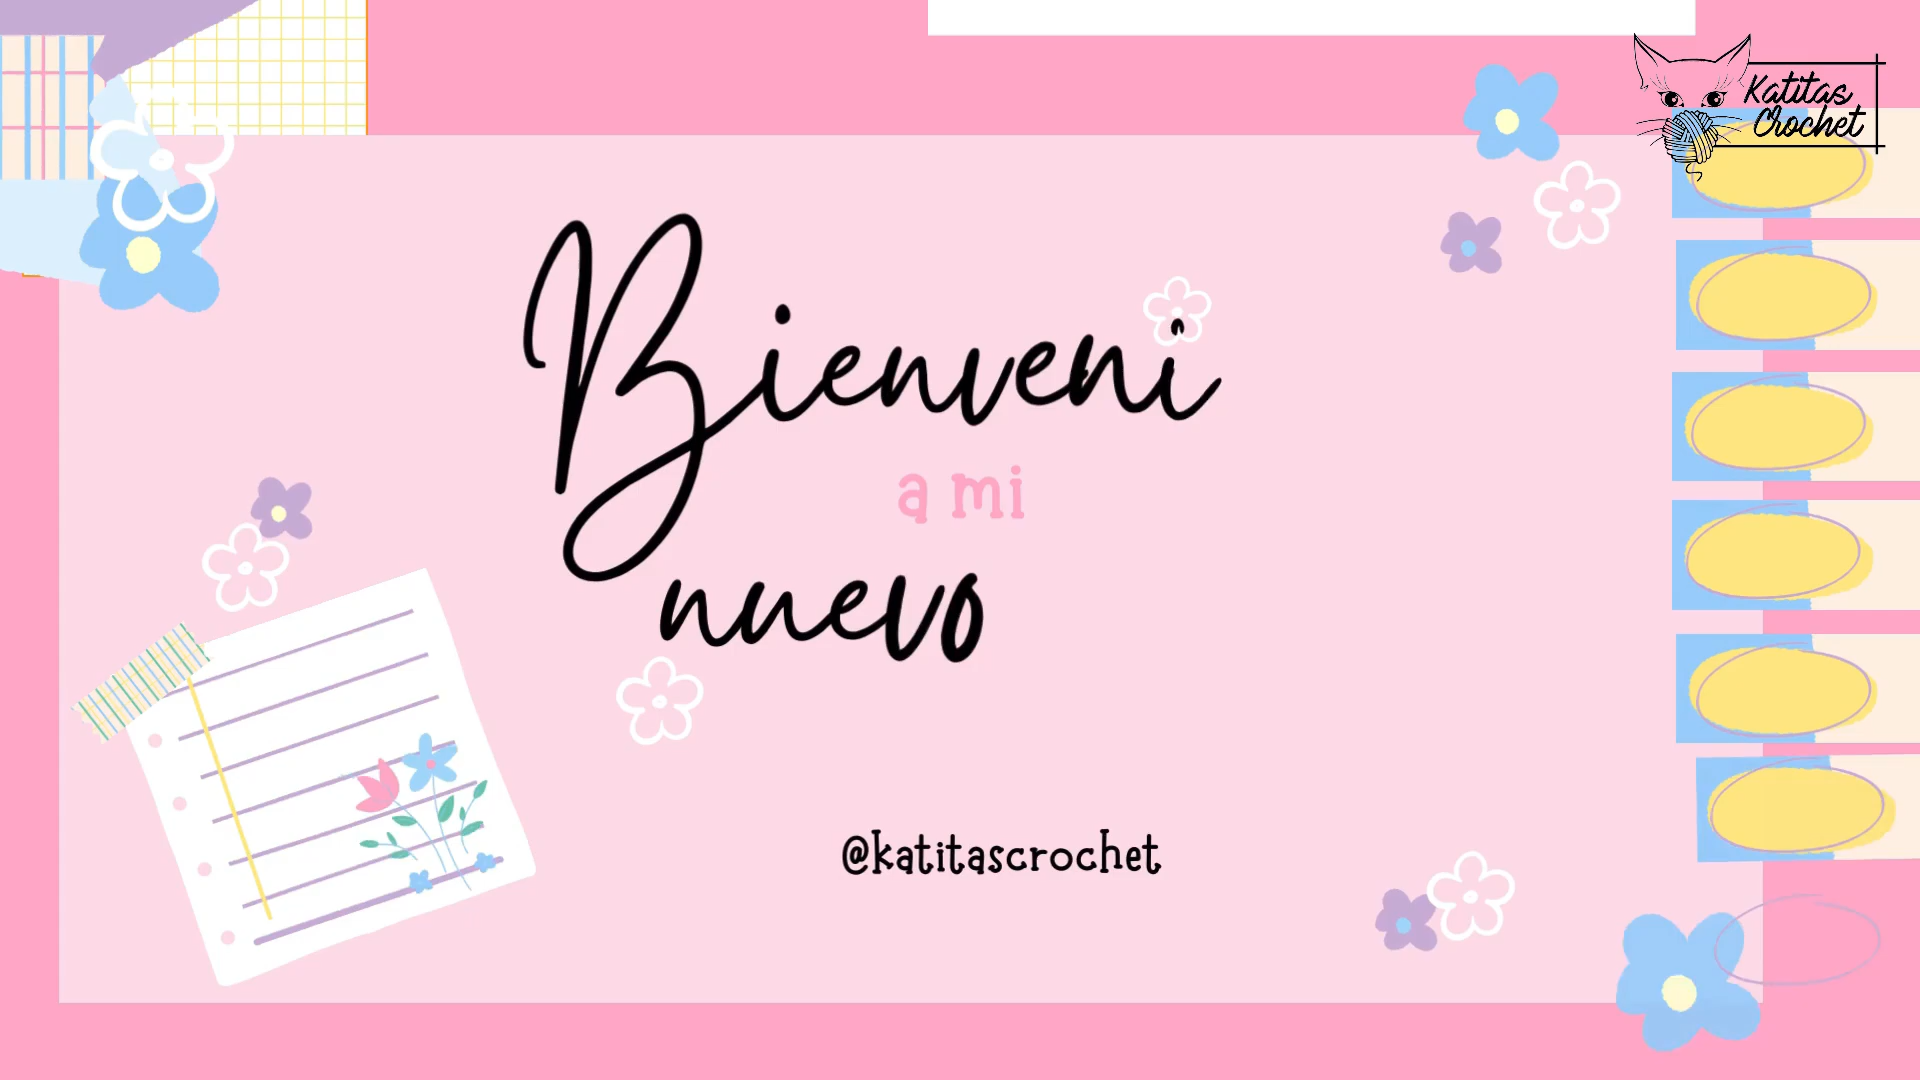 Katitas
Crochet
Bienveni
a mi
nuevo
@katitascrochet